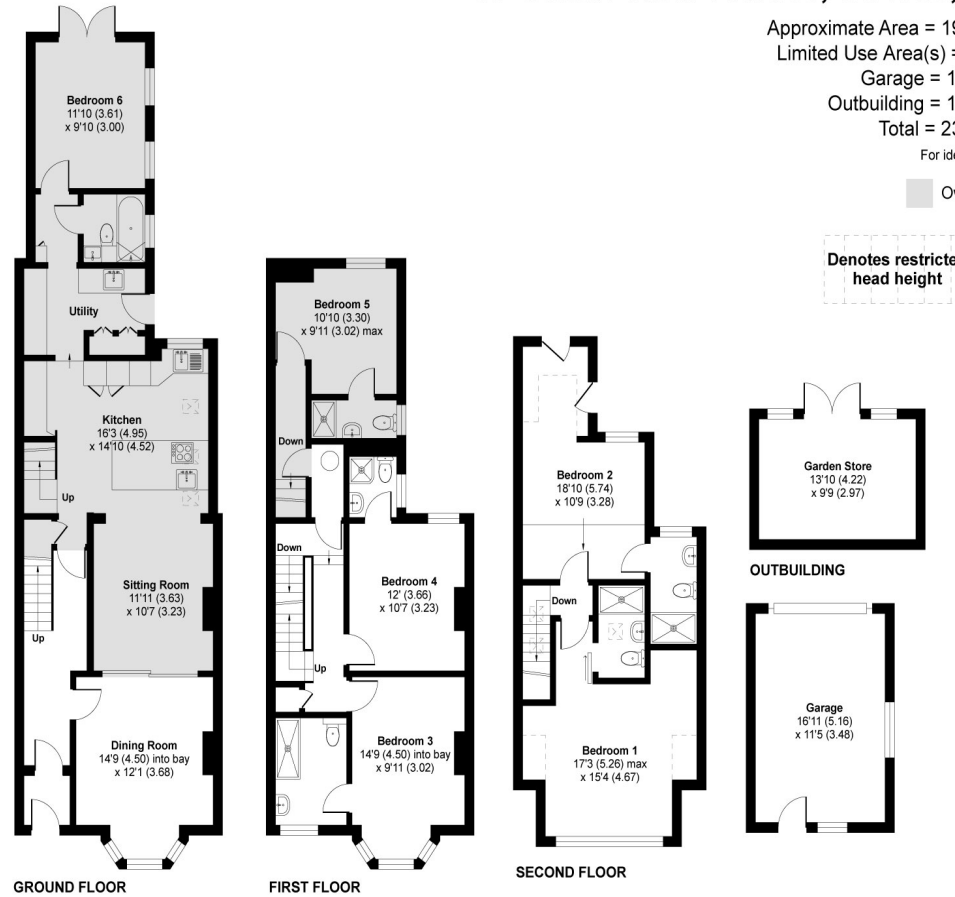 Approximate Area = 19
Limited Use Area(s) =
Garage = 1
Outbuilding = 1
Total = 23
For ide
Ov
Denotes restricte
head height
Bedroom 6
11'10 (3.61)
x 9'10 (3.00)
Utility
Kitchen
16'3 (4.95)
x 14'10 (4.52)
Up
Sitting Room
11'11 (3.63)
x 10'7 (3.23)
Up
Dining Room
14'9 (4.50) into bay
x 12'1 (3.68)
GROUND FLOOR
Bedroom 5
10'10 (3.30)
x 9'11 (3.02) max
Down
Down
Bedroom 4
12' (3.66)
x 10'7 (3.23)
Up
Bedroom 3
14'9 (4.50) into bay
x 9'11 (3.02)
FIRST FLOOR
Bedroom 2
18'10 (5.74)
x 10'9 (3.28)
Down
Bedroom 1
17'3 (5.26) max
x 15'4 (4.67)
SECOND FLOOR
Garden Store
13'10 (4.22)
x 9'9 (2.97)
OUTBUILDING
Garage
16'11 (5.16)
x 11'5 (3.48)